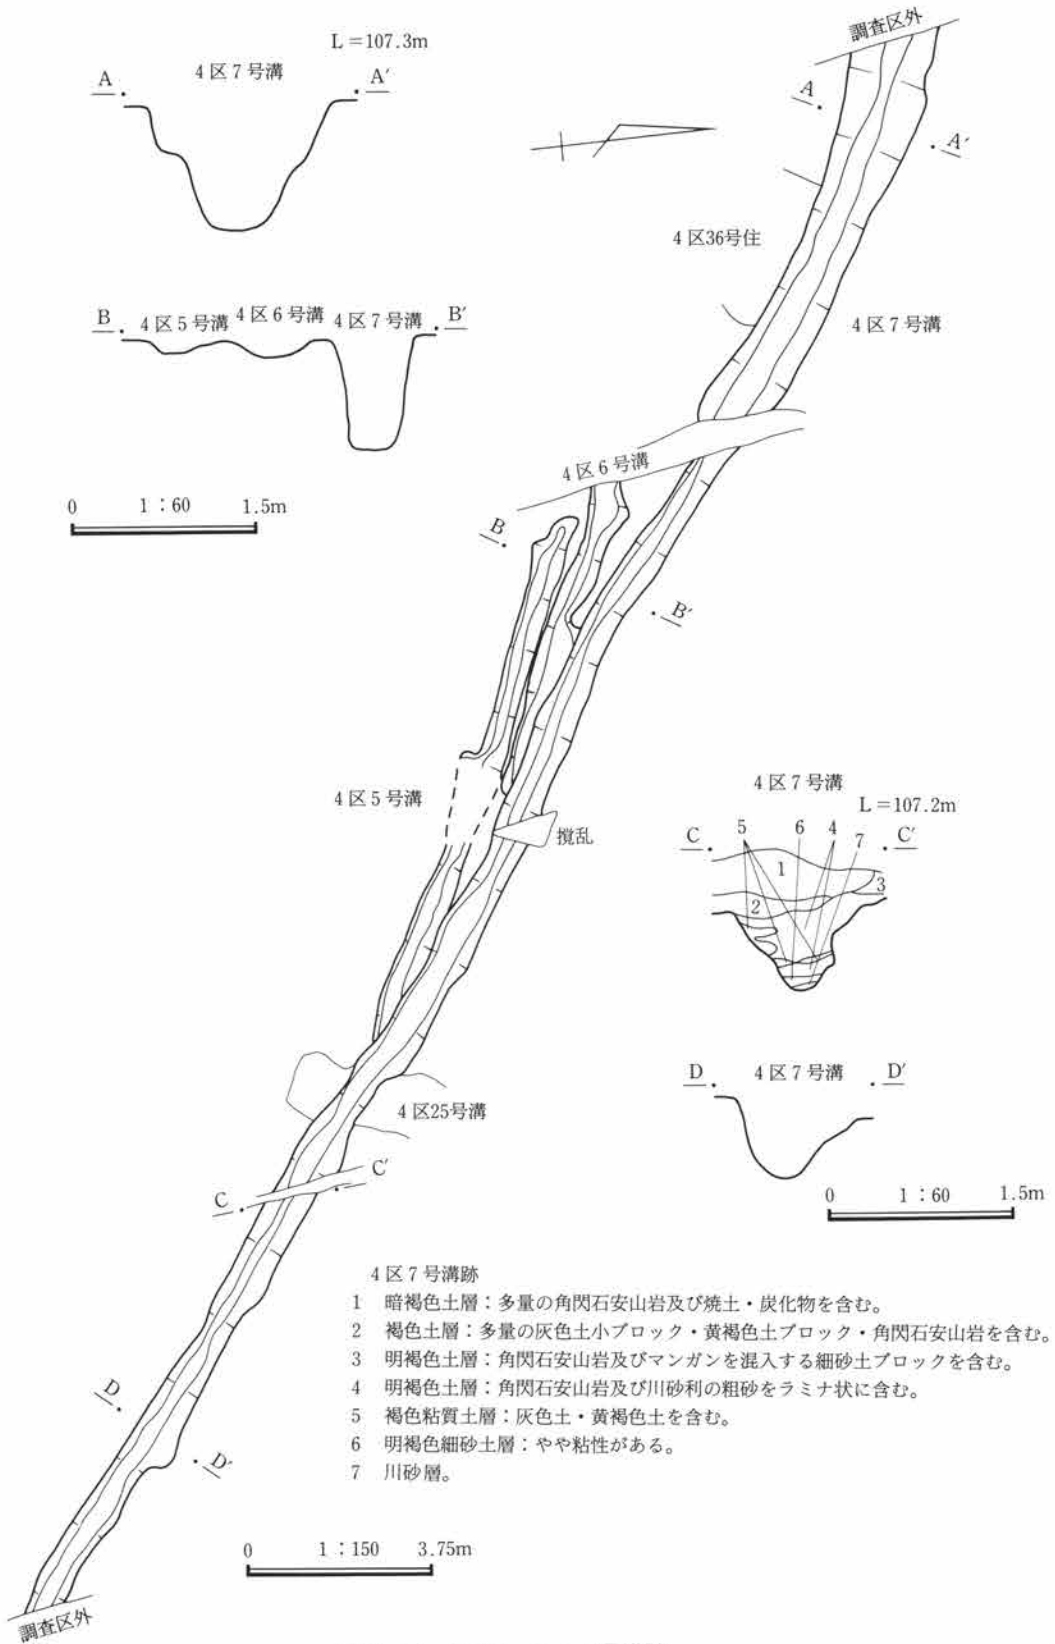 調査区外
L=107.3m
4区7号溝
A
A′
A
A′
4区36号住
4区7号溝
B
4区5号溝
4区6号溝
4区7号溝
B′
4区6号溝
0 1:60 1.5m
B
B′
4区5号溝
攪乱
4区7号溝
L=107.2m
C
5
6
4
7
C′
1
3
2
4区25号溝
D
4区7号溝
D′
C
C′
0 1:60 1.5m
4区7号溝跡
1 暗褐色土層:多量の角閃石安山岩及び焼土・炭化物を含む。
2 褐色土層:多量の灰色土小ブロック・黄褐色土ブロック・角閃石安山岩を含む。
3 明褐色土層:角閃石安山岩及びマンガンを混入する細砂土ブロックを含む。
4 明褐色土層:角閃石安山岩及び川砂利の粗砂をラミナ状に含む。
5 褐色粘質土層:灰色土・黄褐色土を含む。
6 明褐色細砂土層:やや粘性がある。
7 川砂層。
D
D′
0 1:150 3.75m
調査区外